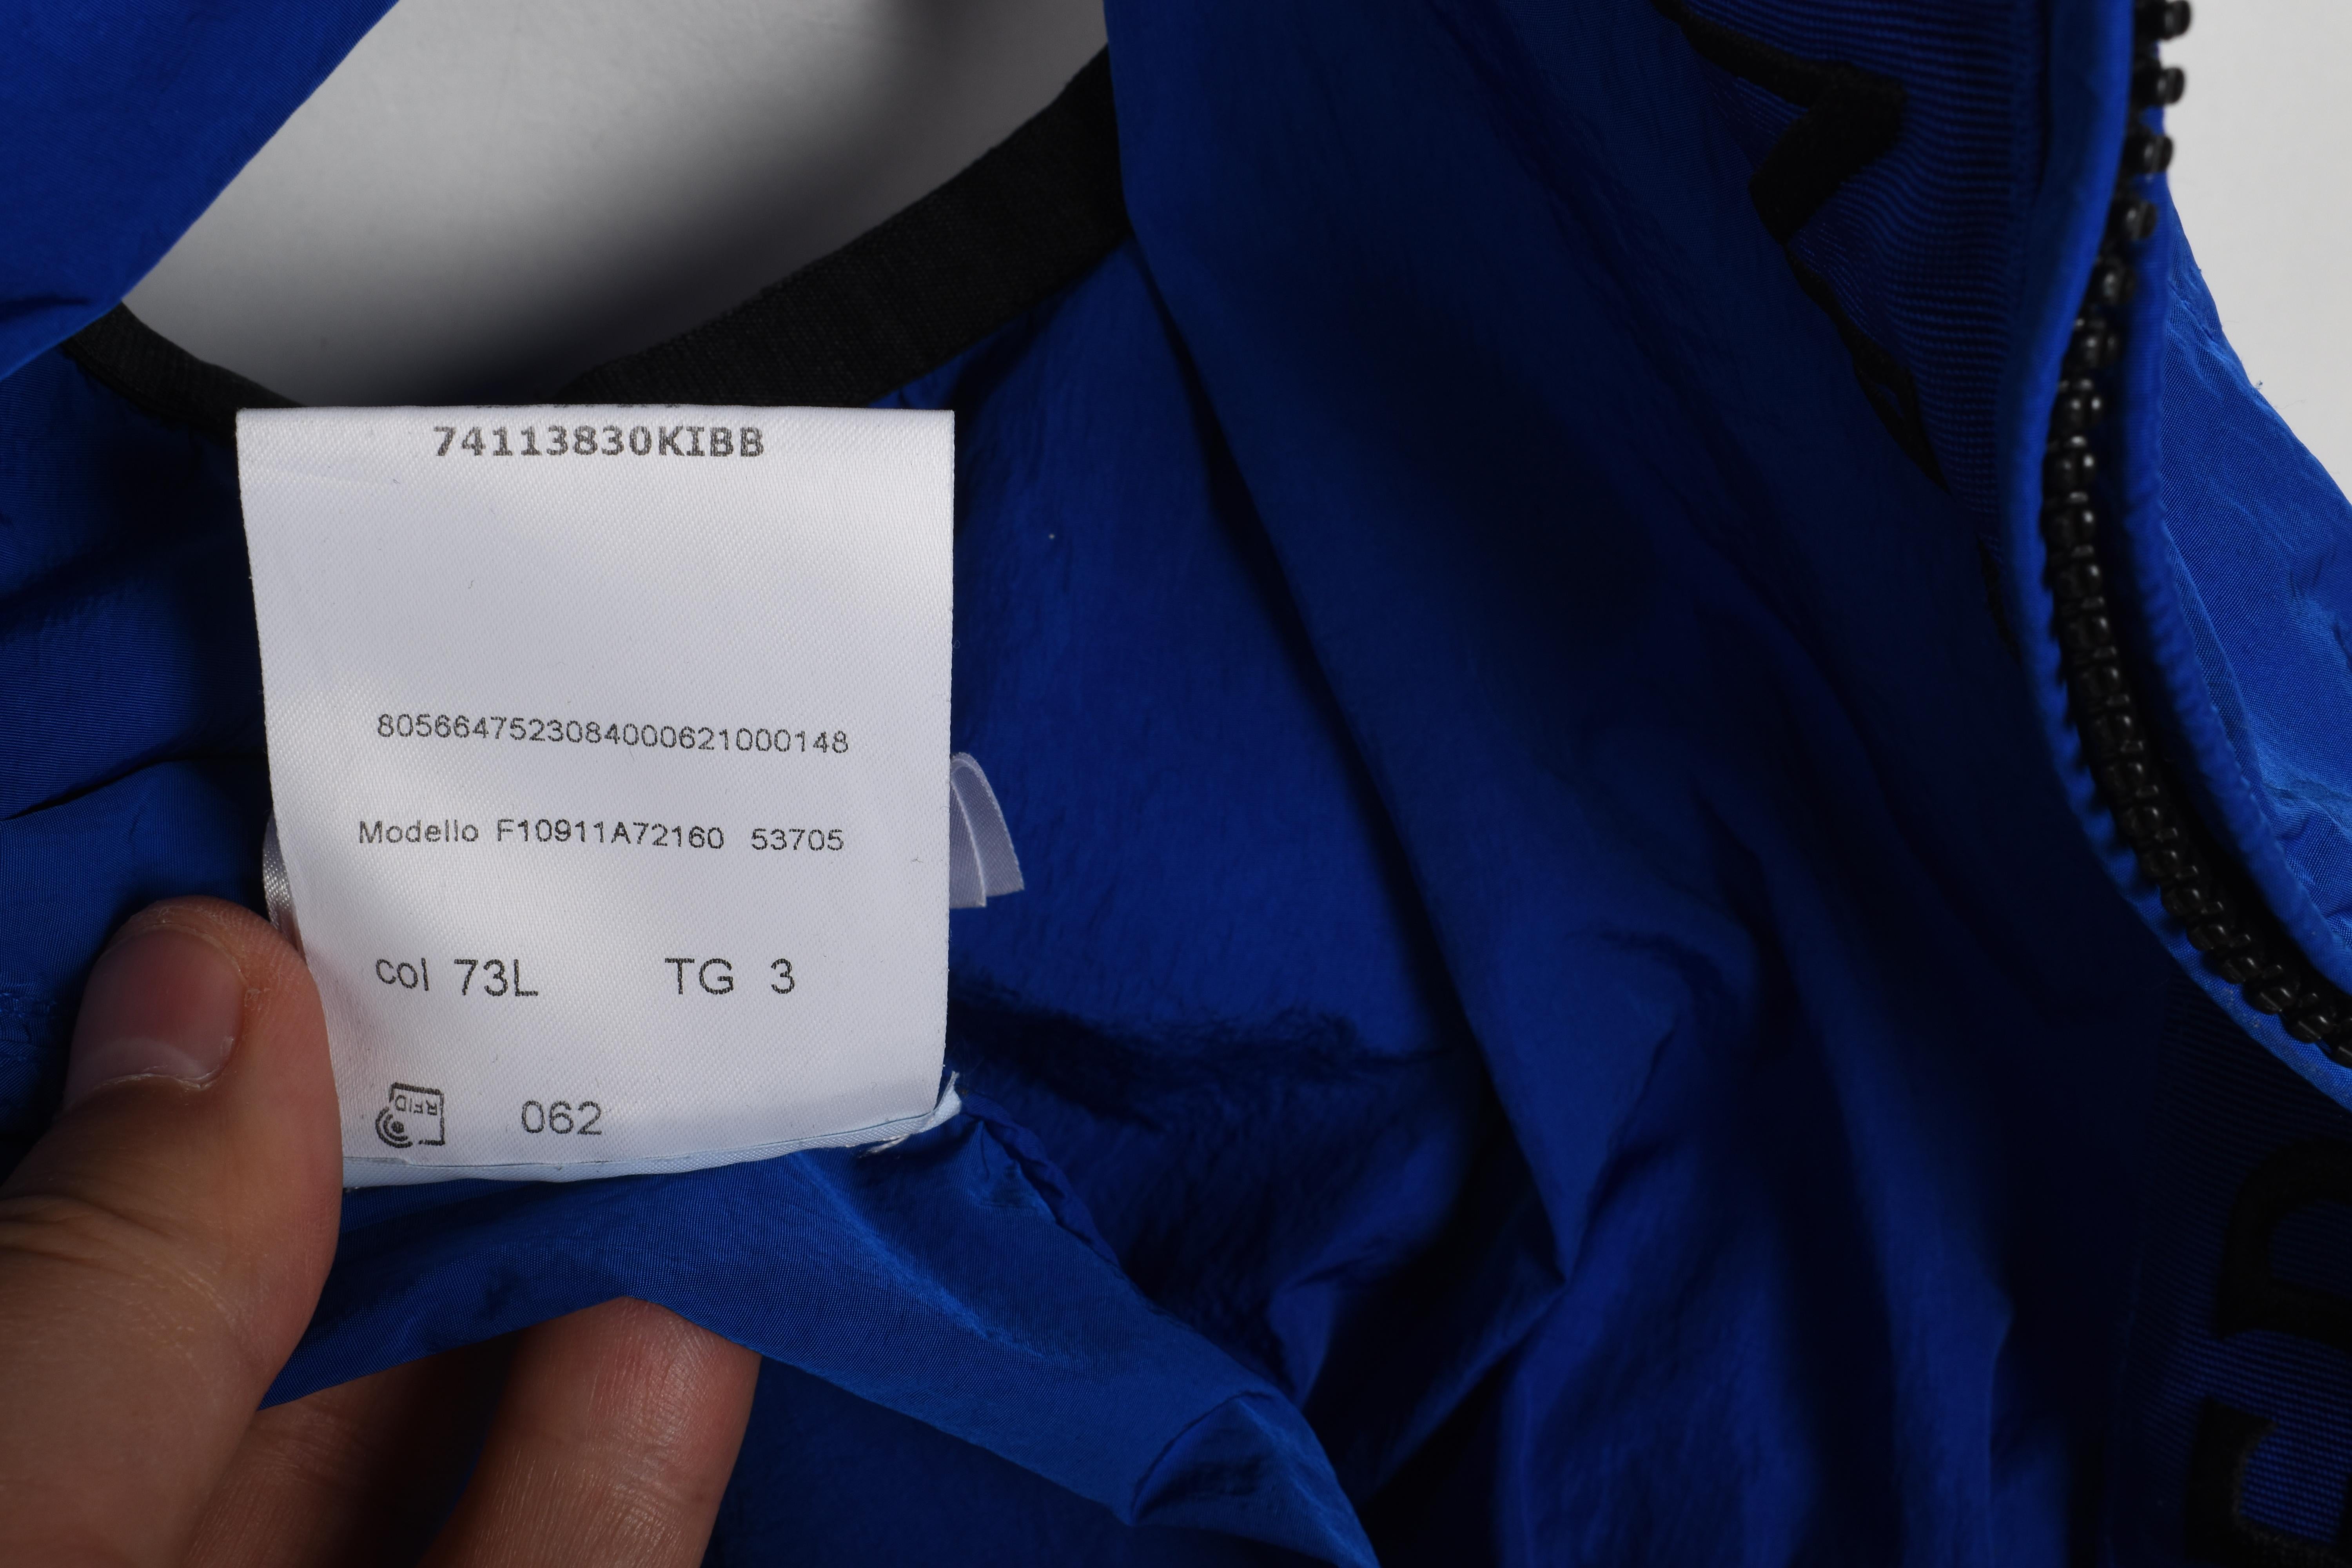 74113830KIBB
8056647523084000621000148
Modello F10911A72160 53705
col 73L TG 3
RFID 062